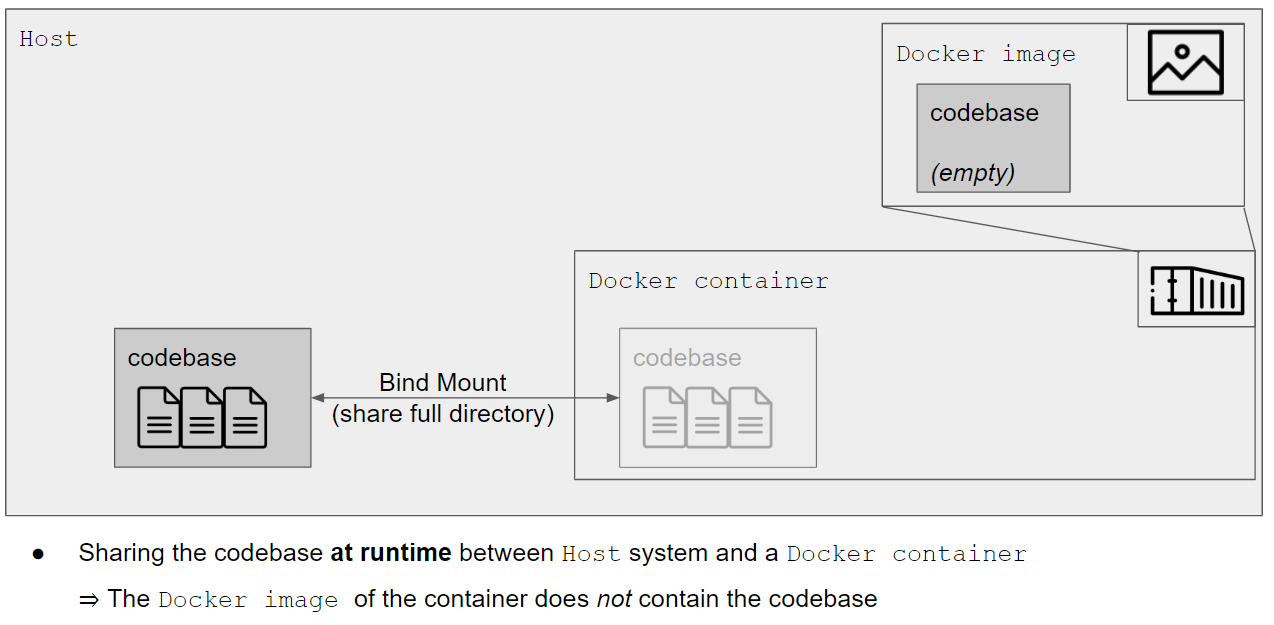 Host
Docker image
codebase
(empty)
Docker container
codebase
Bind Mount
(share full directory)
codebase
● Sharing the codebase at runtime between Host system and a Docker container
⇒ The Docker image of the container does not contain the codebase